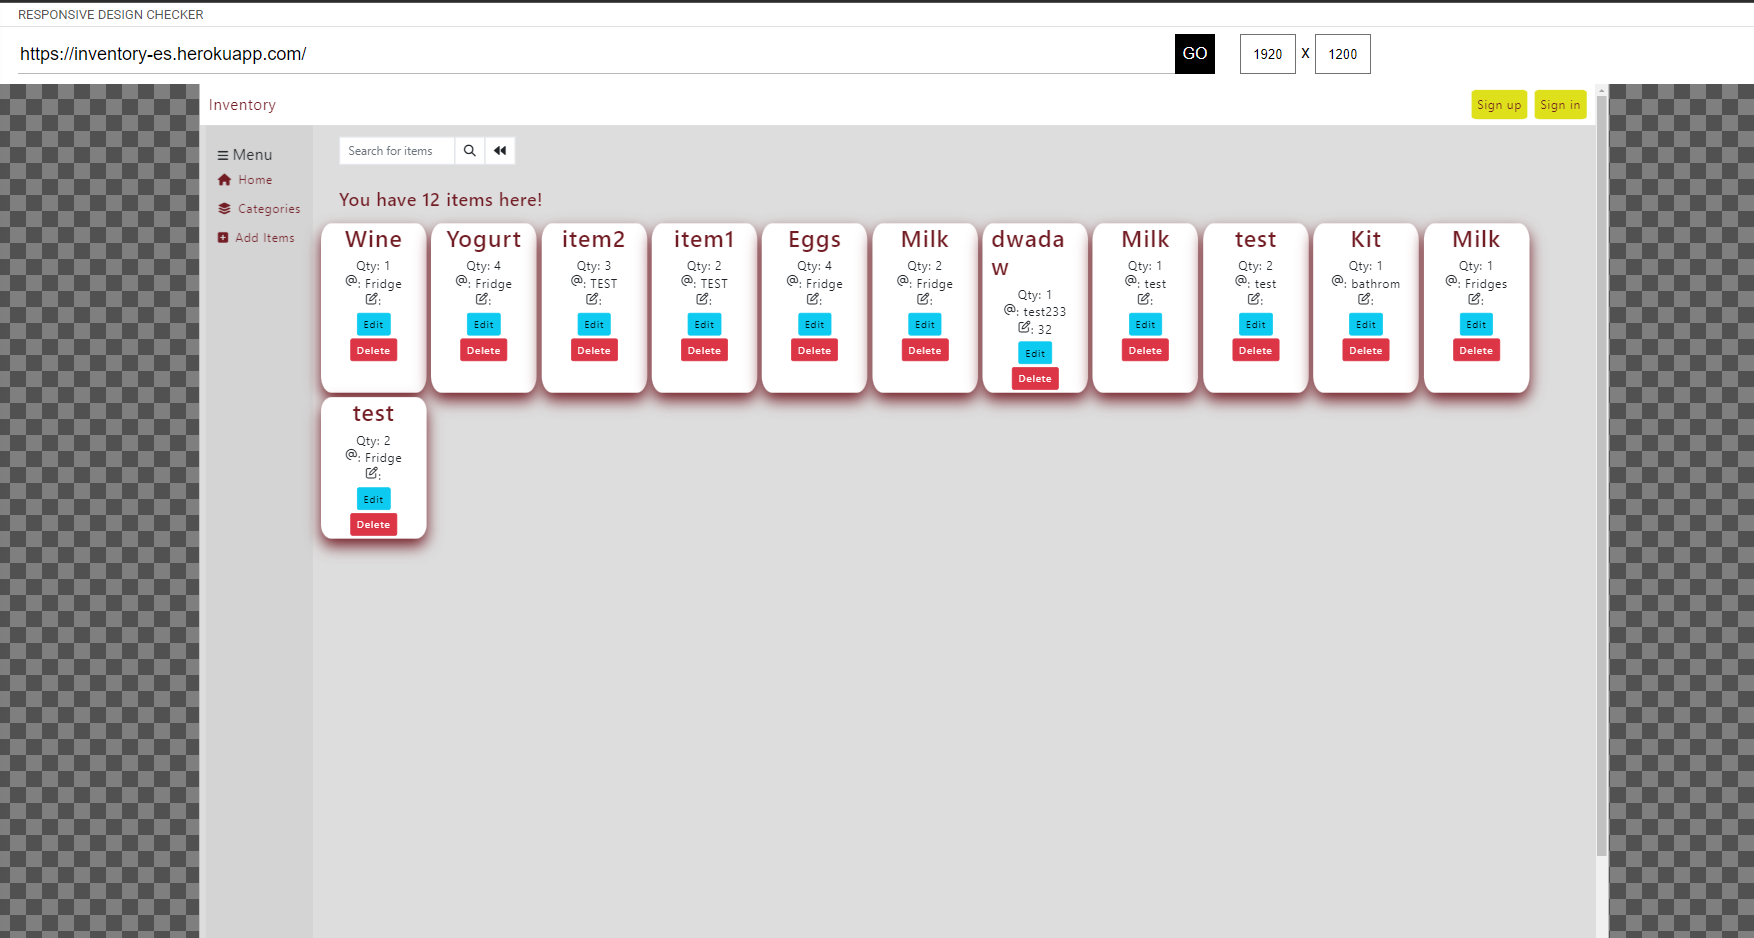 RESPONSIVE DESIGN CHECKER
https://inventory-es.herokuapp.com/
GO
1920 X 1200
Inventory
Sign up
Sign in
Menu
Home
Categories
Add Items
Search for items
You have 12 items here!
Wine
Qty: 1
@: Fridge
:
Edit
Delete
Yogurt
Qty: 4
@: Fridge
:
Edit
Delete
item2
Qty: 3
@: TEST
:
Edit
Delete
item1
Qty: 2
@: TEST
:
Edit
Delete
Eggs
Qty: 4
@: Fridge
:
Edit
Delete
Milk
Qty: 2
@: Fridge
:
Edit
Delete
dwada
w
Qty: 1
@: test233
: 32
Edit
Delete
Milk
Qty: 1
@: test
:
Edit
Delete
test
Qty: 2
@: test
:
Edit
Delete
Kit
Qty: 1
@: bathrom
:
Edit
Delete
Milk
Qty: 1
@: Fridges
:
Edit
Delete
test
Qty: 2
@: Fridge
:
Edit
Delete